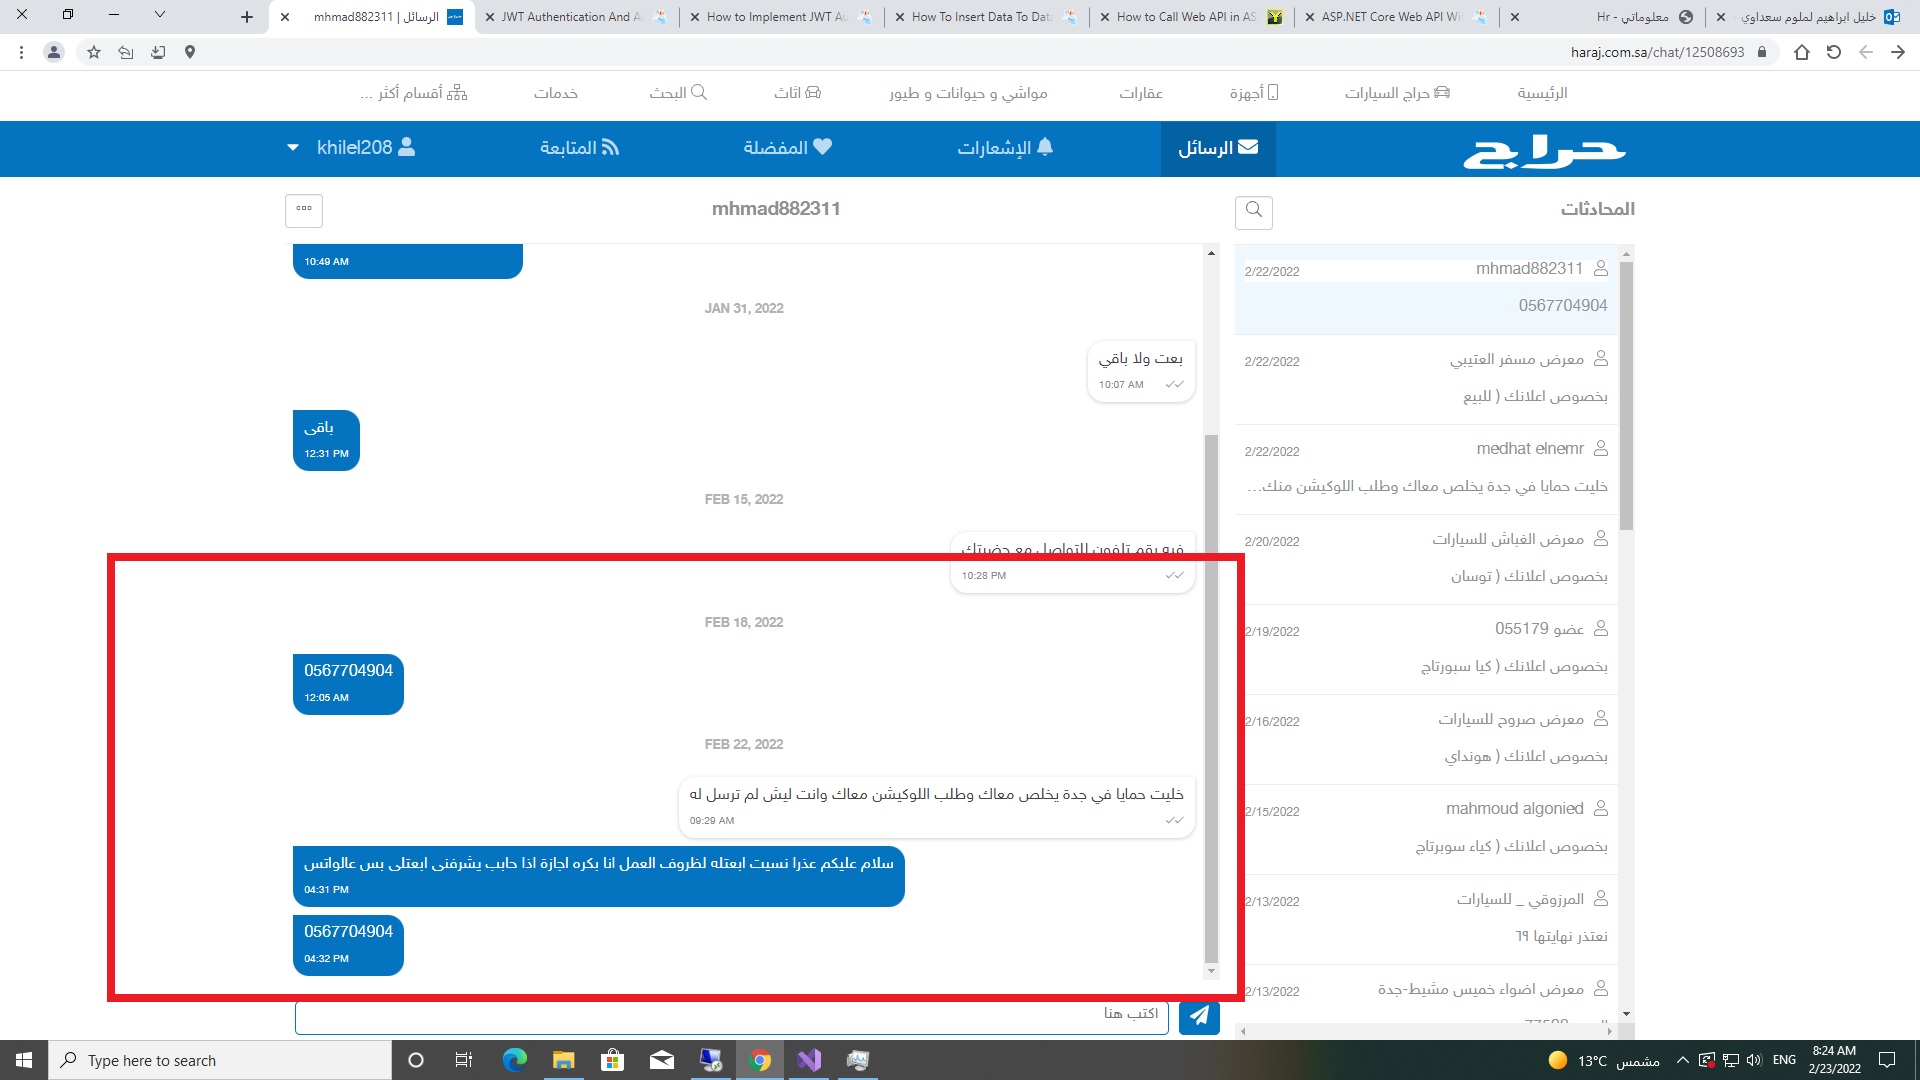 mhmad882311 | الرسائل
JWT Authentication And A
How to Implement JWT Au
How To Insert Data To Data
How to Call Web API in AS
ASP.NET Core Web API Wi
معلوماتي - Hr
خليل ابراهيم لملوم سعداوي -
haraj.com.sa/chat/12508693
الرئيسية
حراج السيارات
أجهزة
عقارات
مواشي و حيوانات و طيور
اثاث
البحث
خدمات
أقسام أكثر ...
حراج
الرسائل
الإشعارات
المفضلة
المتابعة
khilel208
المحادثات
mhmad882311
2/22/2022
0567704904
معرض مسفر العتيبي
2/22/2022
بخصوص اعلانك ( للبيع
medhat elnemr
2/22/2022
خليت حمايا في جدة يخلص معاك وطلب اللوكيشن منك...
معرض الغباش للسيارات
2/20/2022
بخصوص اعلانك ( توسان
عضو 055179
2/19/2022
بخصوص اعلانك ( كيا سبورتاج
معرض صروح للسيارات
2/16/2022
بخصوص اعلانك ( هونداي
mahmoud algonied
2/15/2022
بخصوص اعلانك ( كياء سوبرتاج
المرزوقي _ للسيارات
2/13/2022
نعتذر نهايتها ٦٩
معرض اضواء خميس مشيط-جدة
2/13/2022
mhmad882311
10:49 AM
JAN 31, 2022
بعت ولا باقي
10:07 AM
باقى
12:31 PM
FEB 15, 2022
فيه رقم تلفون للتواصل مع حضرتك
10:28 PM
FEB 18, 2022
0567704904
12:05 AM
FEB 22, 2022
خليت حمايا في جدة يخلص معاك وطلب اللوكيشن معاك وانت ليش لم ترسل له
09:29 AM
سلام عليكم عذرا نسيت ابعتله لظروف العمل انا بكره اجازة اذا حابب يشرفنى ابعتلى بس عالواتس
04:31 PM
0567704904
04:32 PM
اكتب هنا
Type here to search
13°C مشمس
ENG
8:24 AM
2/23/2022